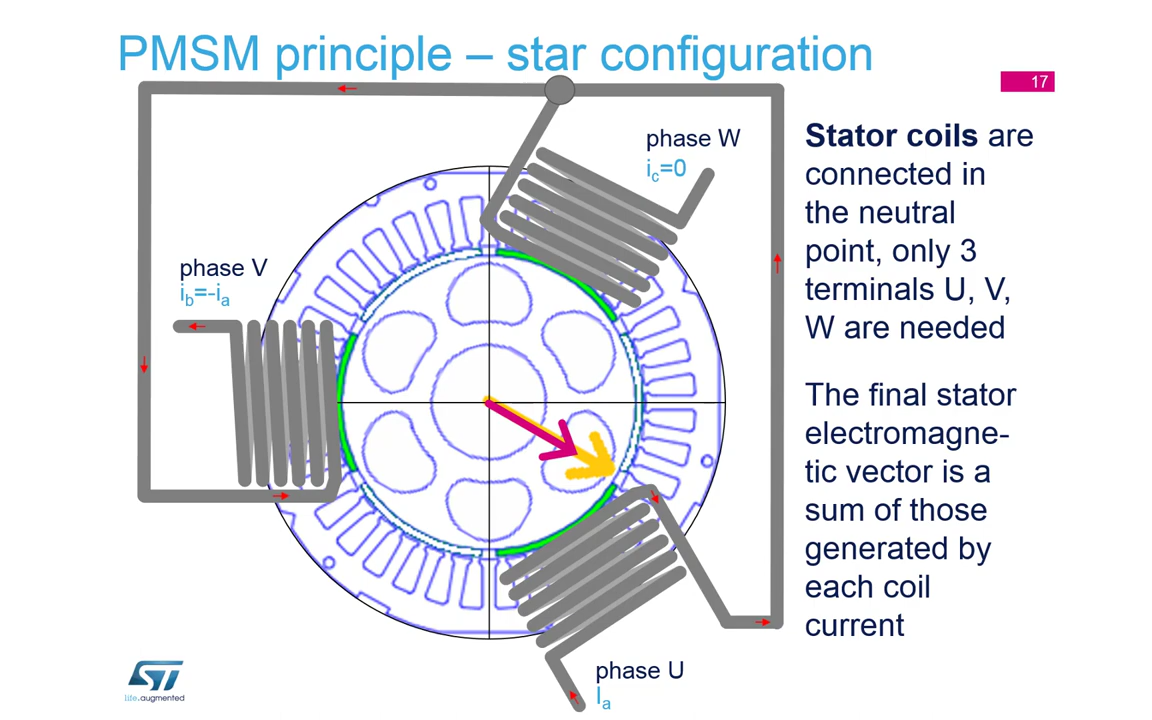 PMSM principle – star configuration
17
phase W
ic=0
phase V
ib=-ia
Stator coils are
connected in
the neutral
point, only 3
terminals U, V,
W are needed
The final stator
electromagne-
tic vector is a
sum of those
generated by
each coil
current
phase U
Ia
ST
life.augmented